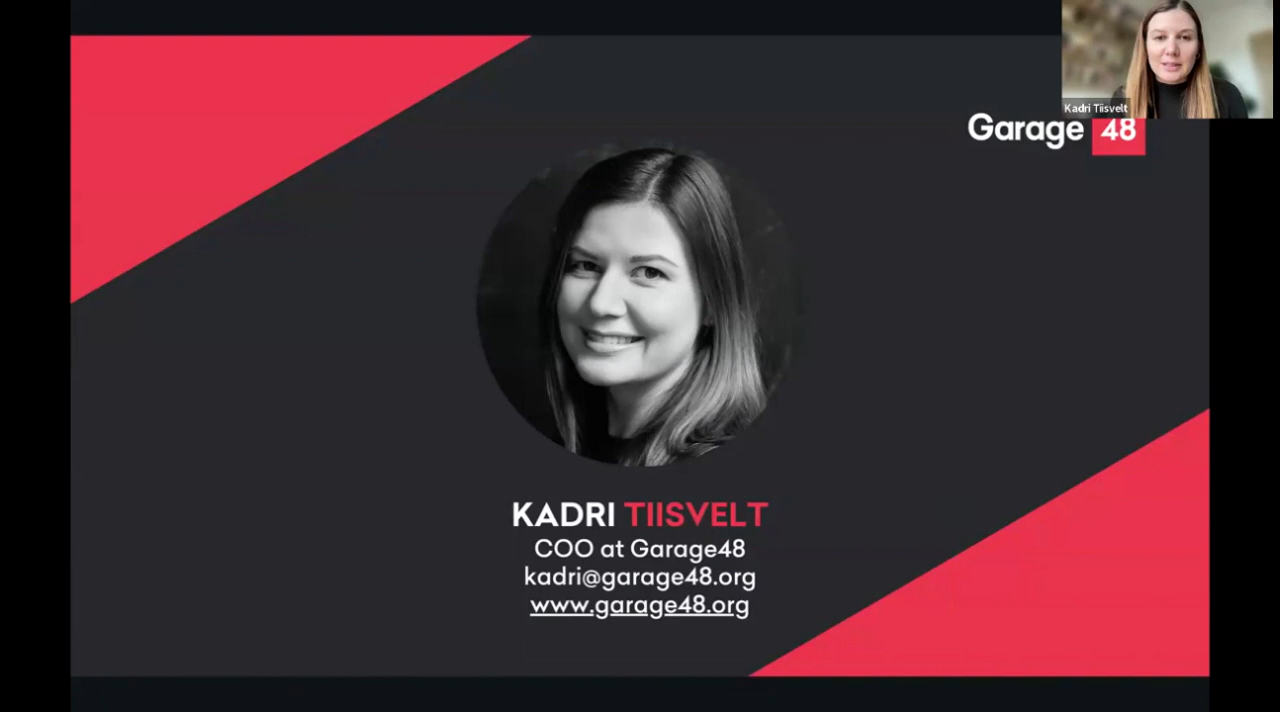 Kadri Tiisvelt
Garage 48
KADRI TIISVELT
COO at Garage48
kadri@garage48.org
www.garage48.org